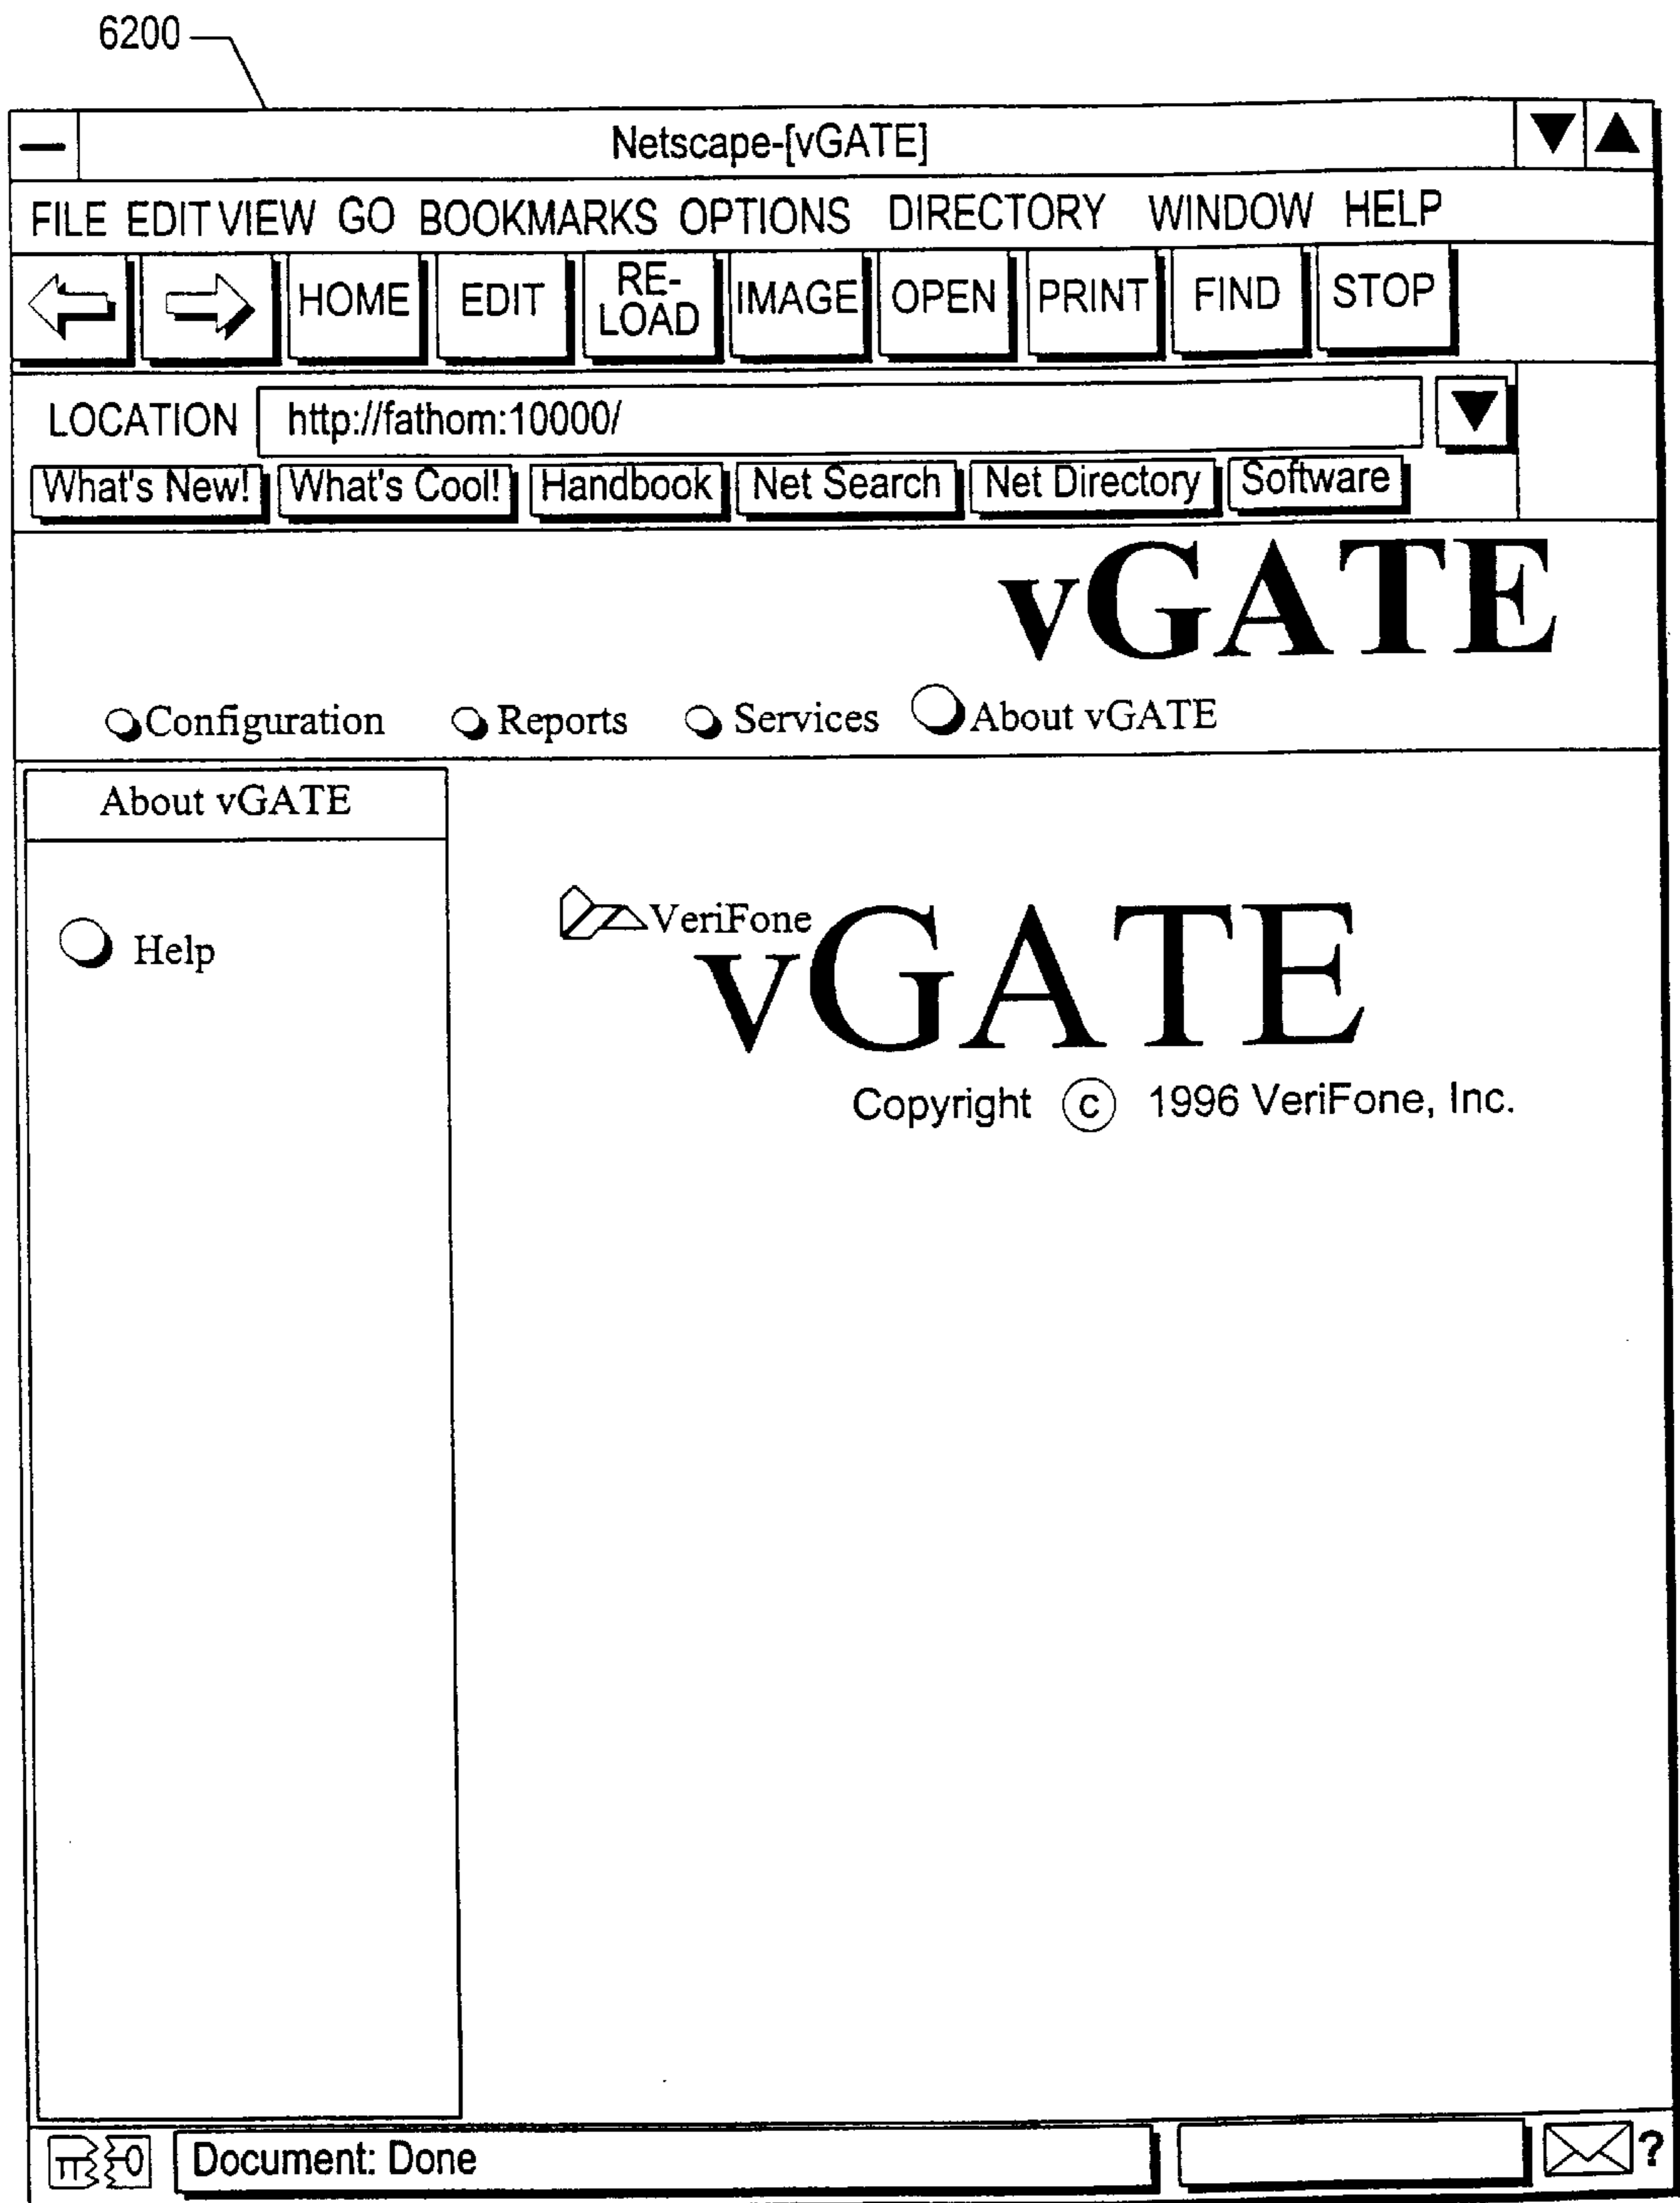 6200
Netscape-[vGATE]
FILE EDIT VIEW GO BOOKMARKS OPTIONS DIRECTORY WINDOW HELP
HOME EDIT RE-LOAD IMAGE OPEN PRINT FIND STOP
LOCATION http://fathom:10000/
What's New! What's Cool! Handbook Net Search Net Directory Software
vGATE
Configuration Reports Services About vGATE
About vGATE
Help
VeriFone
vGATE
Copyright © 1996 VeriFone, Inc.
Document: Done
?